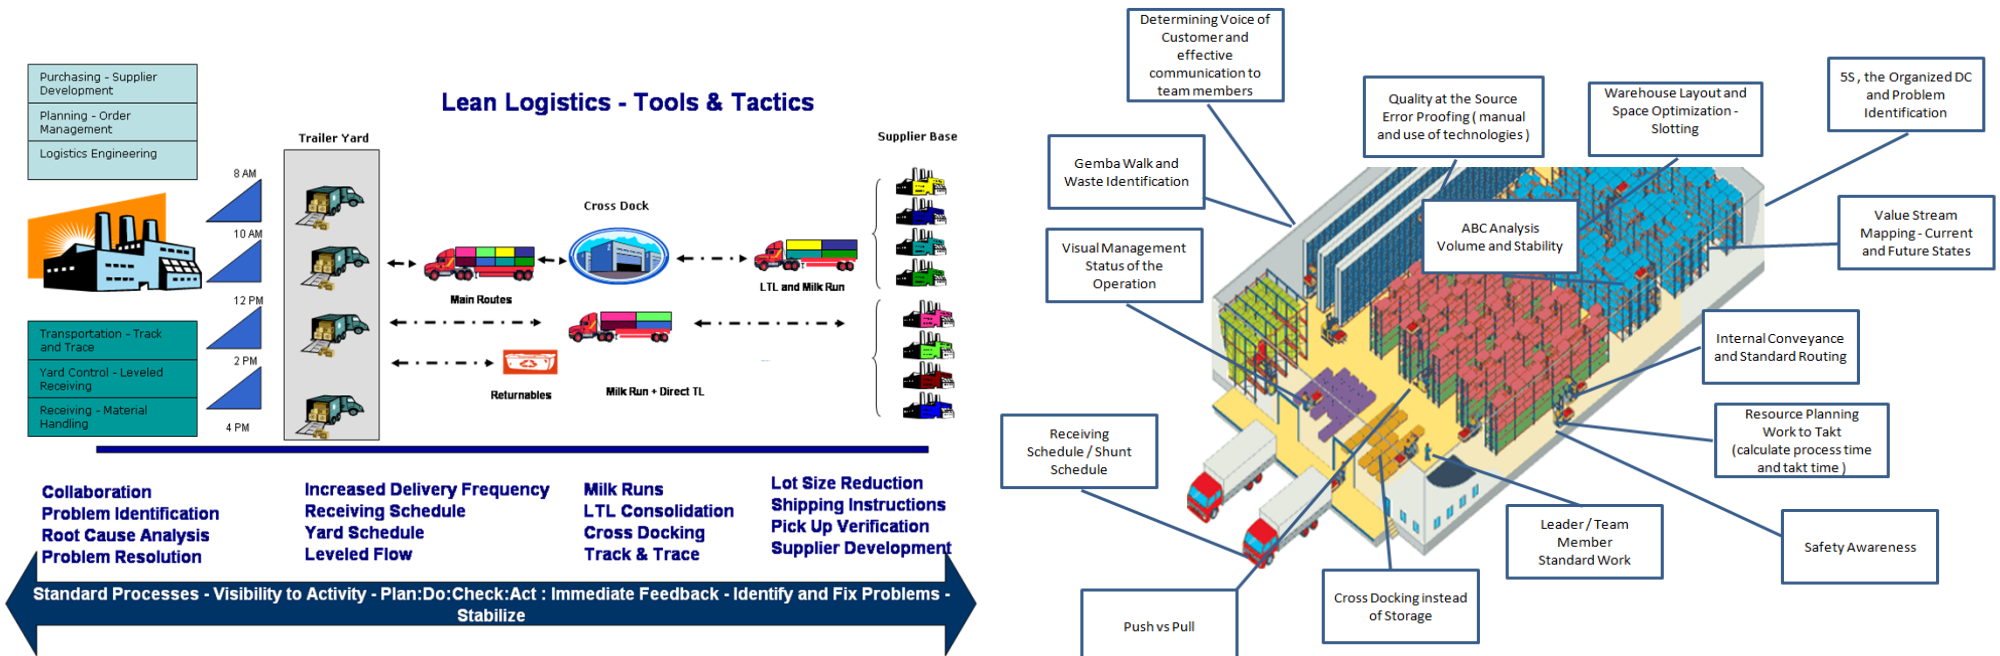 Purchasing - Supplier
Development
Planning - Order
Management
Logistics Engineering
Lean Logistics - Tools & Tactics
Trailer Yard
Supplier Base
8 AM
10 AM
12 PM
2 PM
4 PM
Cross Dock
Main Routes
LTL and Milk Run
Returnables
Milk Run + Direct TL
Transportation - Track
and Trace
Yard Control - Leveled
Receiving
Receiving - Material
Handling
Collaboration
Problem Identification
Root Cause Analysis
Problem Resolution
Increased Delivery Frequency
Receiving Schedule
Yard Schedule
Leveled Flow
Milk Runs
LTL Consolidation
Cross Docking
Track & Trace
Lot Size Reduction
Shipping Instructions
Pick Up Verification
Supplier Development
Standard Processes - Visibility to Activity - Plan:Do:Check:Act : Immediate Feedback - Identify and Fix Problems -
Stabilize
Determining Voice of
Customer and
effective
communication to
team members
Quality at the Source
Error Proofing ( manual
and use of technologies )
Warehouse Layout and
Space Optimization -
Slotting
5S , the Organized DC
and Problem
Identification
Gemba Walk and
Waste Identification
ABC Analysis
Volume and Stability
Value Stream
Mapping - Current
and Future States
Visual Management
Status of the
Operation
Internal Conveyance
and Standard Routing
Resource Planning
Work to Takt
(calculate process time
and takt time )
Receiving
Schedule / Shunt
Schedule
Leader / Team
Member
Standard Work
Safety Awareness
Cross Docking instead
of Storage
Push vs Pull